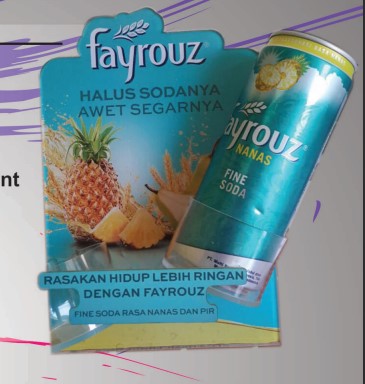 fayrouz
HALUS SODANYA
AWET SEGARNYA
fayrouz
NANAS
FINE
SODA
nt
RASAKAN HIDUP LEBIH RINGAN
DENGAN FAYROUZ
FINE SODA RASA NANAS DAN PIR